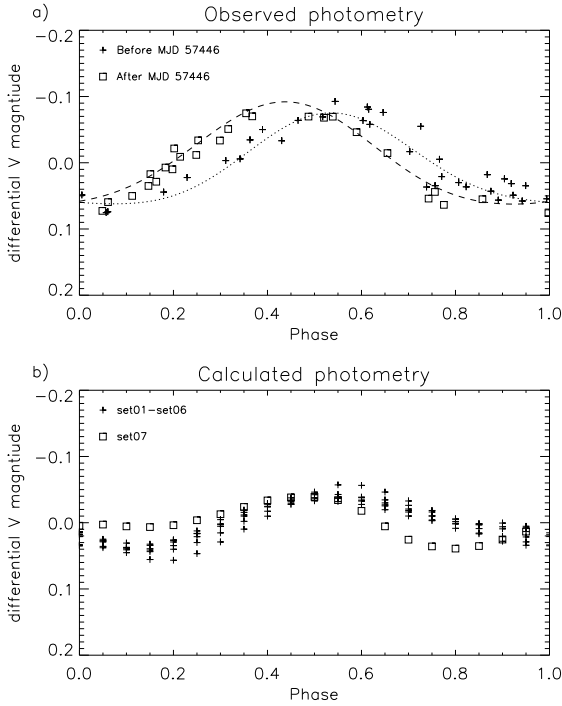 a) Observed photometry
-0.2
+ Before MJD 57446
□ After MJD 57446
-0.1
0.0
0.1
0.2
differential V magntiude
0.0 0.2 0.4 0.6 0.8 1.0
Phase
b) Calculated photometry
-0.2
+ set01-set06
□ set07
-0.1
0.0
0.1
0.2
differential V magntiude
0.0 0.2 0.4 0.6 0.8 1.0
Phase